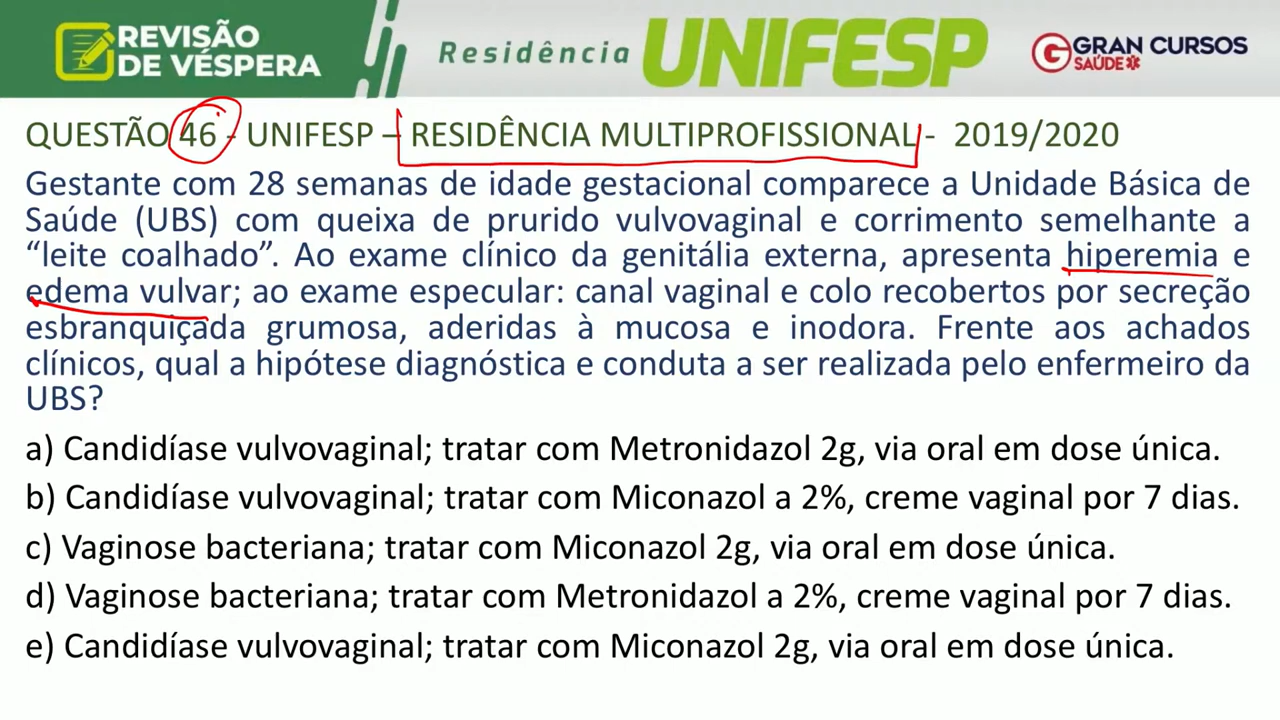 REVISÃO
DE VÉSPERA
Residência UNIFESP
GRAN CURSOS
SAÚDE
QUESTÃO 46 - UNIFESP – RESIDÊNCIA MULTIPROFISSIONAL - 2019/2020
Gestante com 28 semanas de idade gestacional comparece a Unidade Básica de
Saúde (UBS) com queixa de prurido vulvovaginal e corrimento semelhante a
“leite coalhado”. Ao exame clínico da genitália externa, apresenta hiperemia e
edema vulvar; ao exame especular: canal vaginal e colo recobertos por secreção
esbranquiçada grumosa, aderidas à mucosa e inodora. Frente aos achados
clínicos, qual a hipótese diagnóstica e conduta a ser realizada pelo enfermeiro da
UBS?
a) Candidíase vulvovaginal; tratar com Metronidazol 2g, via oral em dose única.
b) Candidíase vulvovaginal; tratar com Miconazol a 2%, creme vaginal por 7 dias.
c) Vaginose bacteriana; tratar com Miconazol 2g, via oral em dose única.
d) Vaginose bacteriana; tratar com Metronidazol a 2%, creme vaginal por 7 dias.
e) Candidíase vulvovaginal; tratar com Miconazol 2g, via oral em dose única.